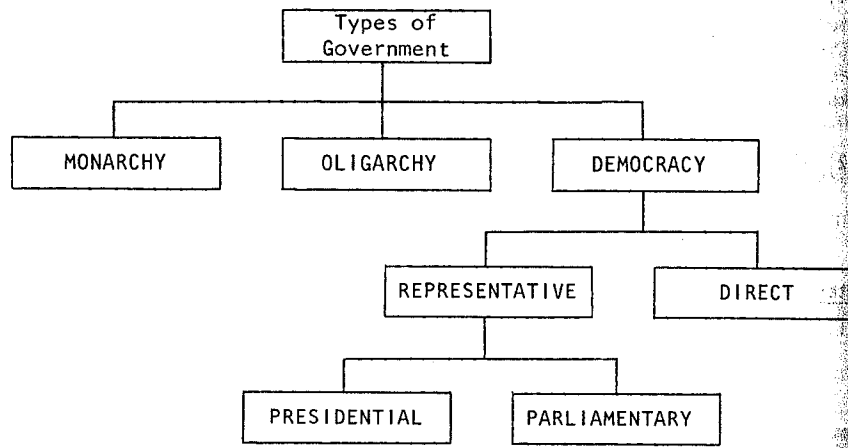 Types of
Government
MONARCHY
OLIGARCHY
DEMOCRACY
REPRESENTATIVE
DIRECT
PRESIDENTIAL
PARLIAMENTARY